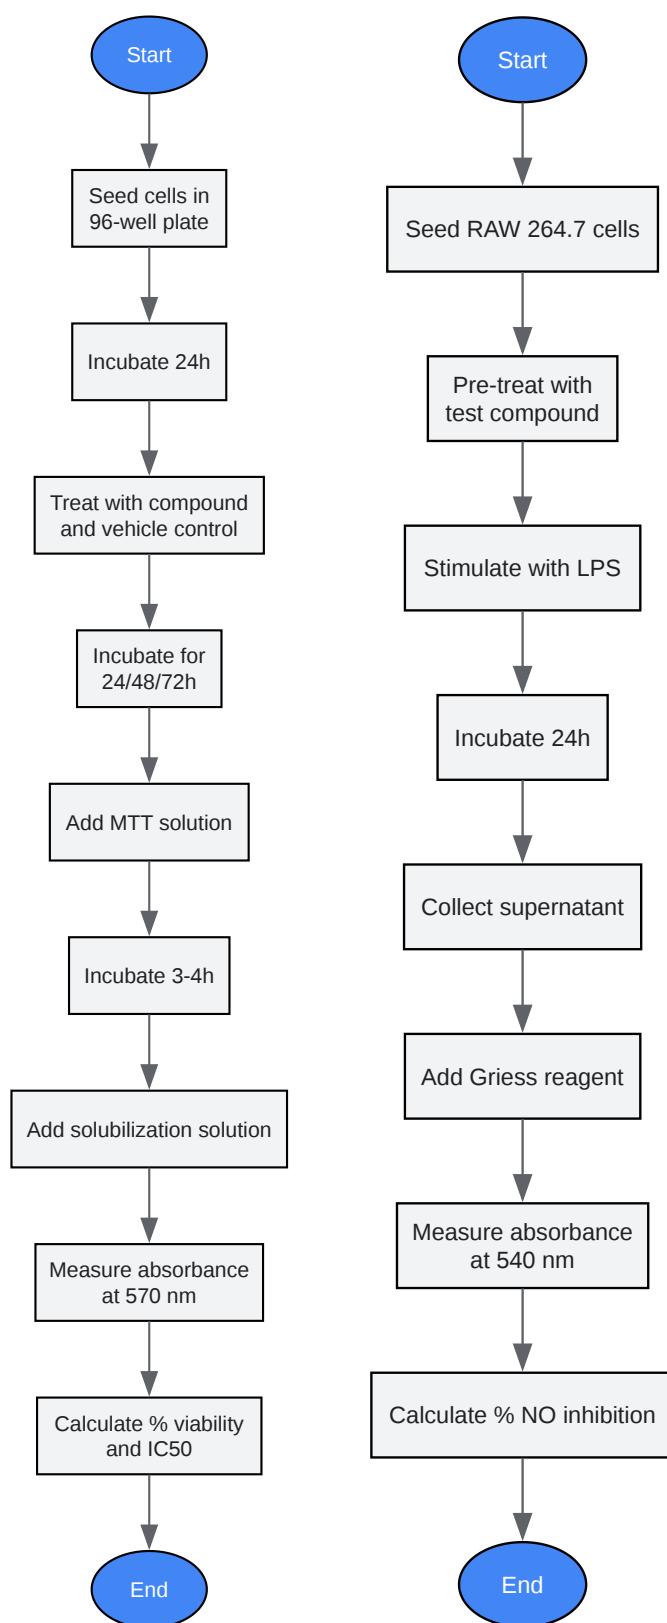 Start
Seed cells in
96-well plate
Incubate 24h
Treat with compound
and vehicle control
Incubate for
24/48/72h
Add MTT solution
Incubate 3-4h
Add solubilization solution
Measure absorbance
at 570 nm
Calculate % viability
and IC50
End
Start
Seed RAW 264.7 cells
Pre-treat with
test compound
Stimulate with LPS
Incubate 24h
Collect supernatant
Add Griess reagent
Measure absorbance
at 540 nm
Calculate % NO inhibition
End